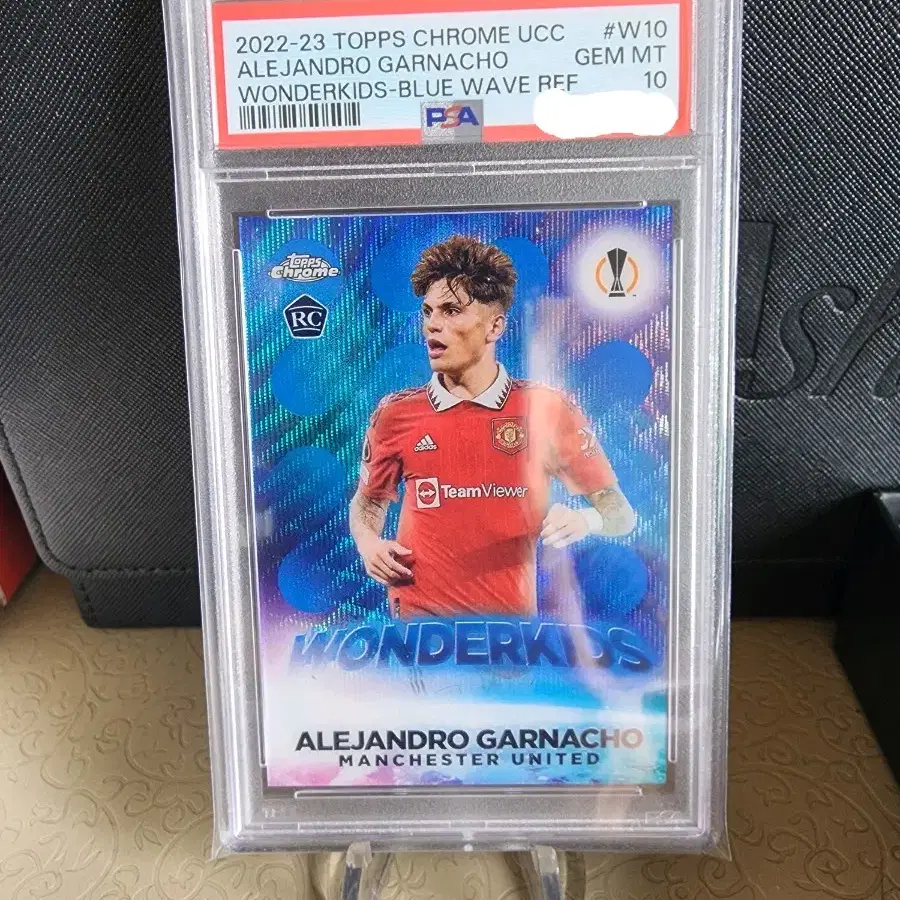 2022-23 TOPPS CHROME UCC #W10
ALEJANDRO GARNACHO GEM MT
WONDERKIDS-BLUE WAVE REF 10
PSA
Topps
Chrome
RC
adidas
TeamViewer
WONDERKIDS
ALEJANDRO GARNACHO
MANCHESTER UNITED